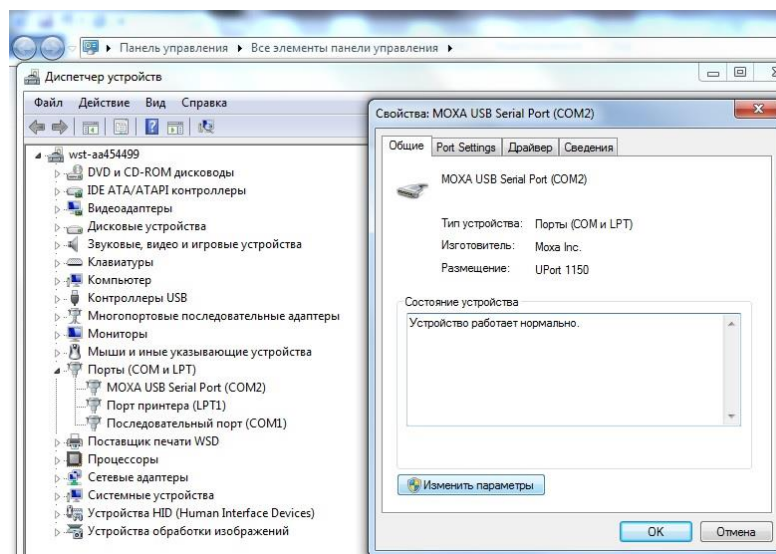 Панель управления ▸ Все элементы панели управления ▸
Диспетчер устройств
Файл Действие Вид Справка
wst-aa454499
DVD и CD-ROM дисководы
IDE ATA/ATAPI контроллеры
Видеоадаптеры
Дисковые устройства
Звуковые, видео и игровые устройства
Клавиатуры
Компьютер
Контроллеры USB
Многопортовые последовательные адаптеры
Мониторы
Мыши и иные указывающие устройства
Порты (COM и LPT)
MOXA USB Serial Port (COM2)
Порт принтера (LPT1)
Последовательный порт (COM1)
Поставщик печати WSD
Процессоры
Сетевые адаптеры
Системные устройства
Устройства HID (Human Interface Devices)
Устройства обработки изображений
Свойства: MOXA USB Serial Port (COM2)
Общие Port Settings Драйвер Сведения
MOXA USB Serial Port (COM2)
Тип устройства: Порты (COM и LPT)
Изготовитель: Moxa Inc.
Размещение: UPort 1150
Состояние устройства
Устройство работает нормально.
Изменить параметры
OK Отмена